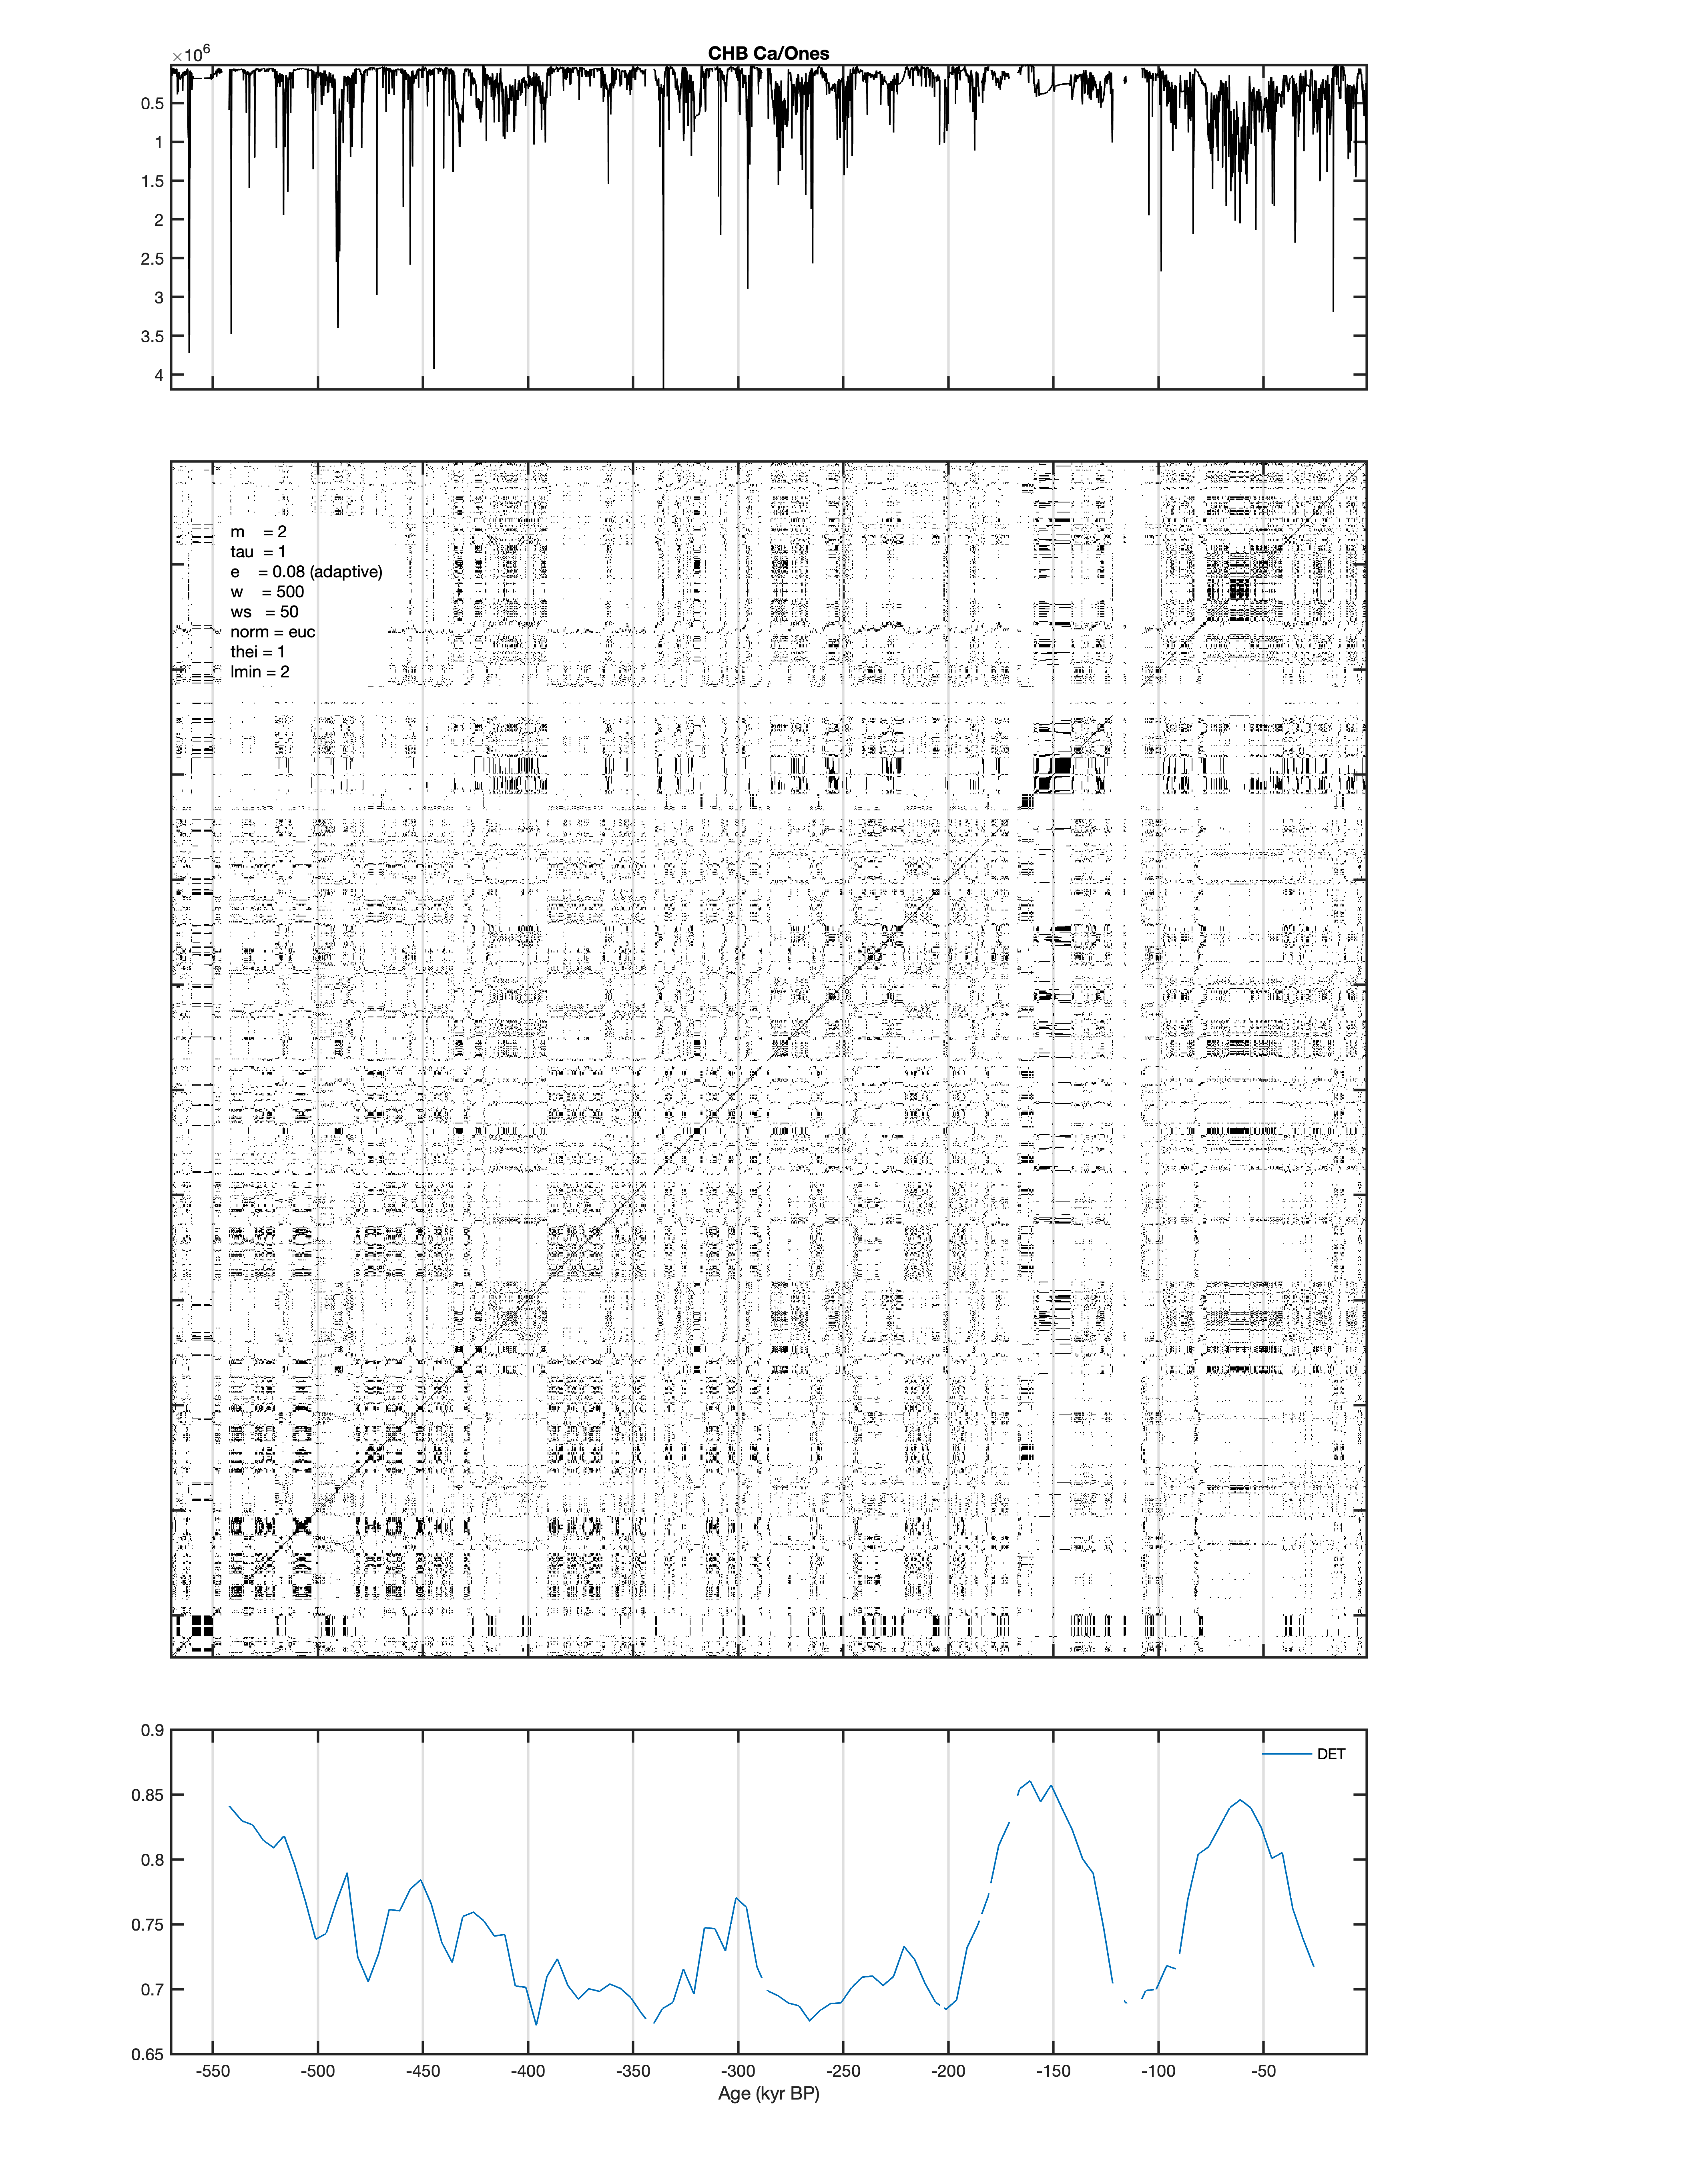 CHB Ca/Ones
×10⁶
0.5
1
1.5
2
2.5
3
3.5
4
m = 2
tau = 1
e = 0.08 (adaptive)
w = 500
ws = 50
norm = euc
thei = 1
lmin = 2
0.9
DET
0.85
0.8
0.75
0.7
0.65
-550 -500 -450 -400 -350 -300 -250 -200 -150 -100 -50
Age (kyr BP)